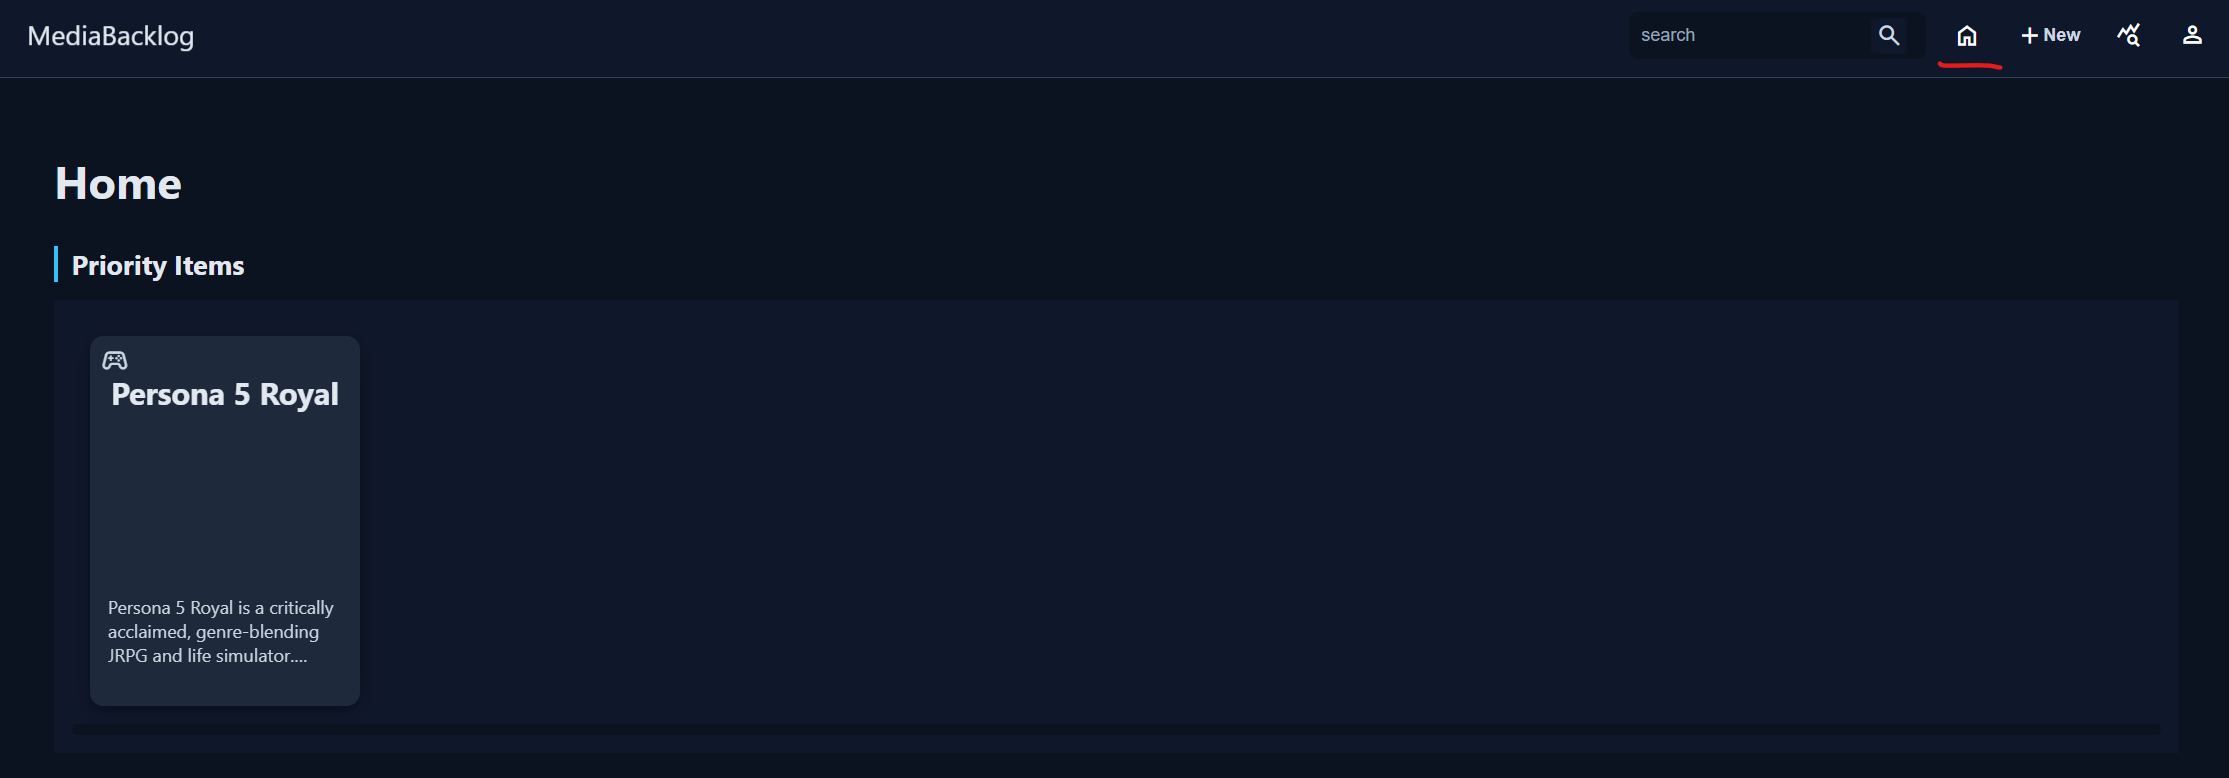 MediaBacklog
search
New
Home
Priority Items
Persona 5 Royal
Persona 5 Royal is a critically
acclaimed, genre-blending
JRPG and life simulator....